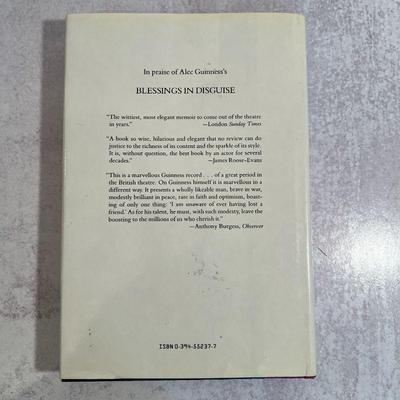 In praise of Alec Guinness's
BLESSINGS IN DISGUISE
"The wittiest, most elegant memoir to come out of the theatre
in years." —London Sunday Times
"A book so wise, hilarious and elegant that no review can do
justice to the richness of its content and the sparkle of its style.
It is, without question, the best book by an actor for several
decades." —James Roose-Evans
"This is a marvellous Guinness record . . . of a great period in
the British theatre. On Guinness himself it is marvellous in a
different way. It presents a wholly likeable man, brave in war,
modestly brilliant in peace, rare in faith and optimism, boast-
ing of only one thing: 'I am unaware of ever having lost a
friend.' As for his talent, he must, with such modesty, leave the
boosting to the millions of us who cherish it."
—Anthony Burgess, Observer
ISBN 0-394-55237-7